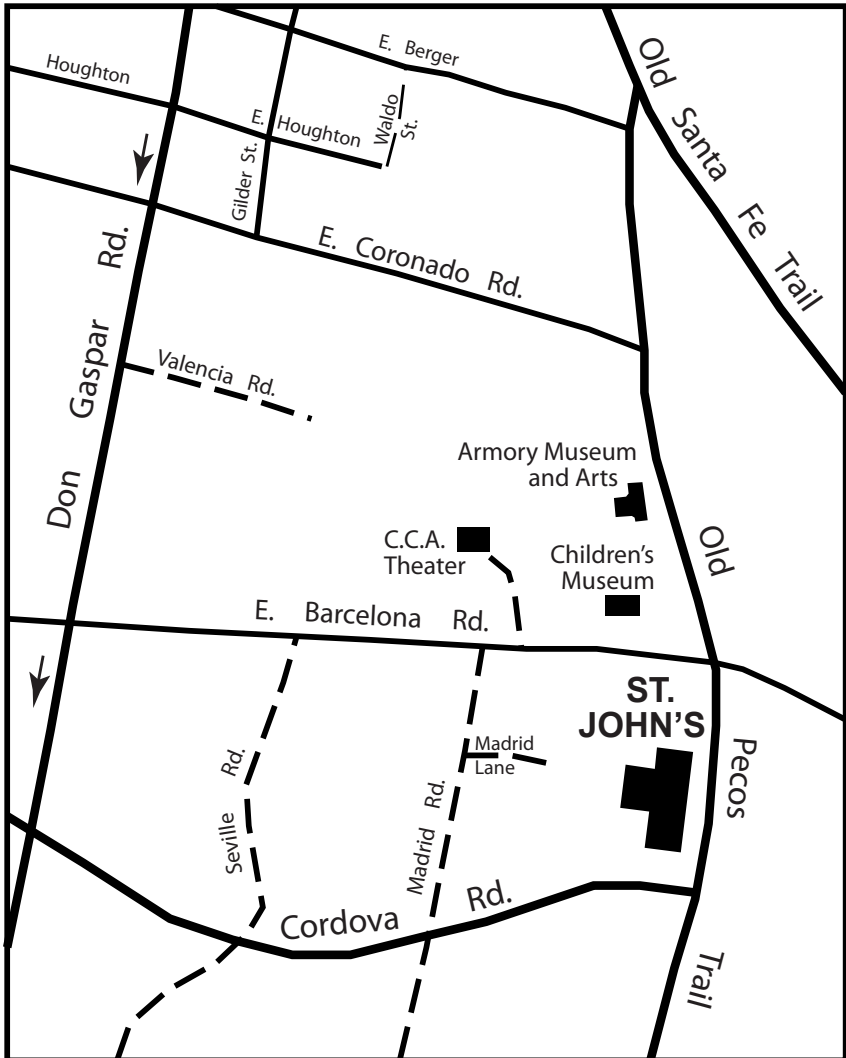 E. Berger
Houghton
Old Santa Fe Trail
Waldo
St.
E. Houghton
Gilder St.
E. Coronado Rd.
Don Gaspar Rd.
Valencia Rd.
Armory Museum
and Arts
C.C.A.
Theater
Children's
Museum
Old Pecos Trail
E. Barcelona Rd.
ST.
JOHN'S
Madrid
Lane
Seville Rd.
Madrid Rd.
Cordova Rd.